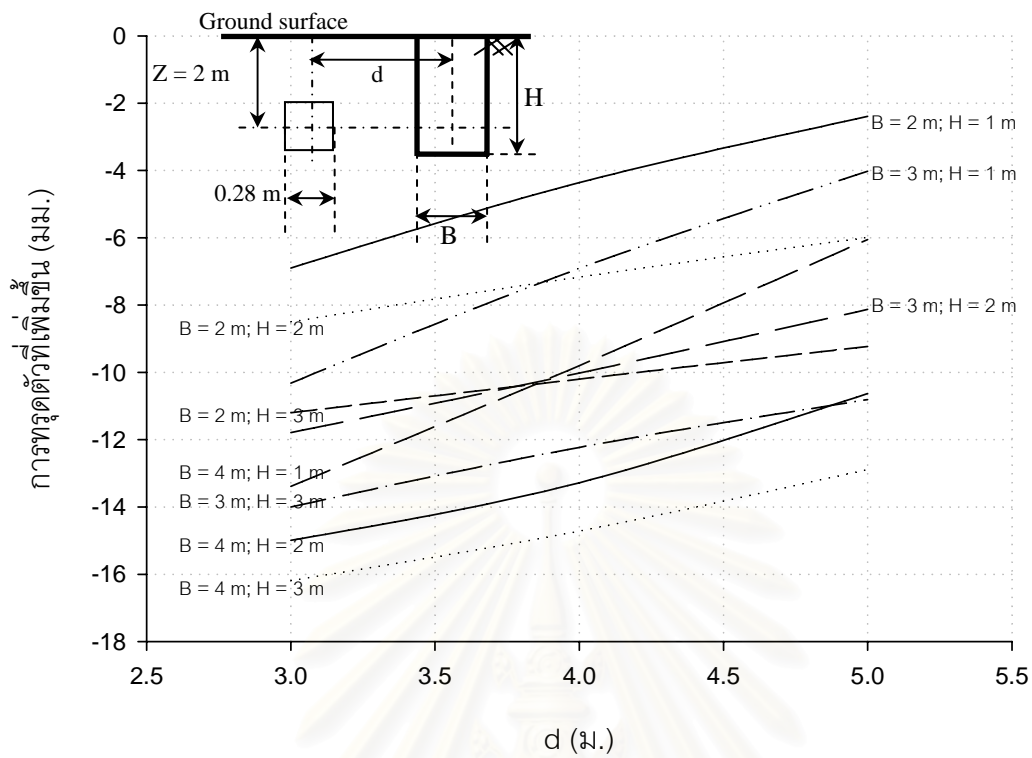 Ground surface
Z = 2 m
d
H
0.28 m
B
0
-2
-4
-6
-8
-10
-12
-14
-16
-18
การทรุดตัวที่เพิ่มขึ้น (มม.)
B = 2 m; H = 1 m
B = 3 m; H = 1 m
B = 3 m; H = 2 m
B = 2 m; H = 2 m
B = 2 m; H = 3 m
B = 4 m; H = 1 m
B = 3 m; H = 3 m
B = 4 m; H = 2 m
B = 4 m; H = 3 m
2.5 3.0 3.5 4.0 4.5 5.0 5.5
d (ม.)